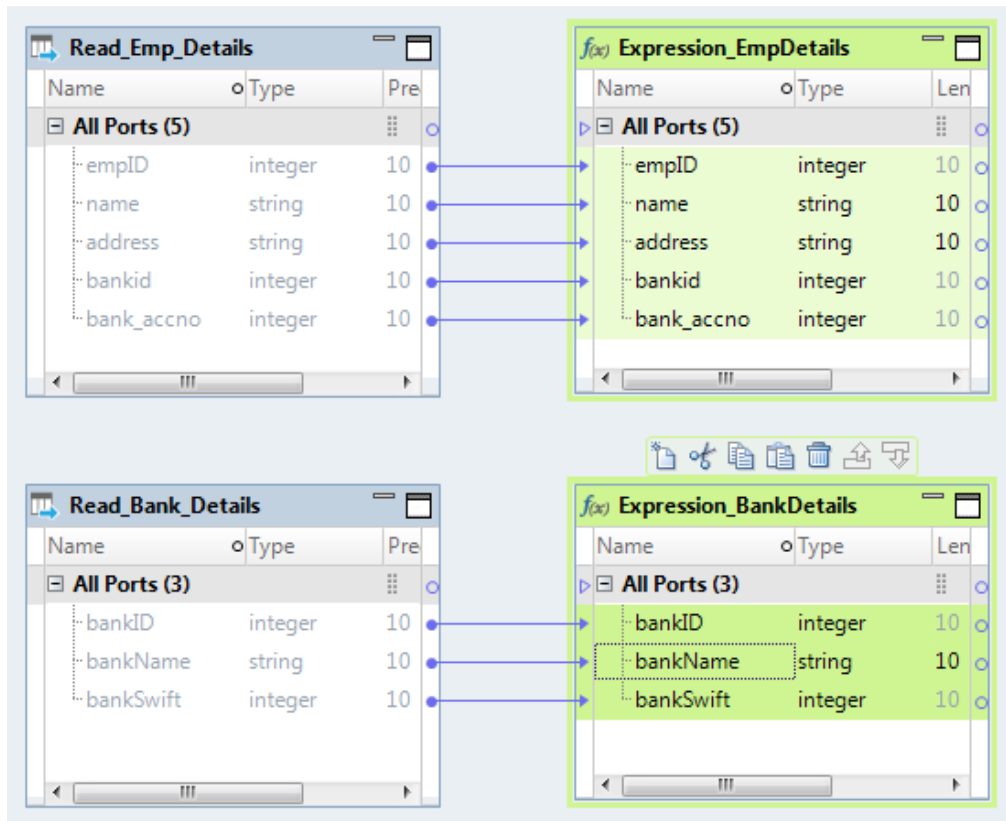 Read_Emp_Details
Name Type Pre
All Ports (5)
empID integer 10
name string 10
address string 10
bankid integer 10
bank_accno integer 10
f(x) Expression_EmpDetails
Name Type Len
All Ports (5)
empID integer 10
name string 10
address string 10
bankid integer 10
bank_accno integer 10
Read_Bank_Details
Name Type Pre
All Ports (3)
bankID integer 10
bankName string 10
bankSwift integer 10
f(x) Expression_BankDetails
Name Type Len
All Ports (3)
bankID integer 10
bankName string 10
bankSwift integer 10